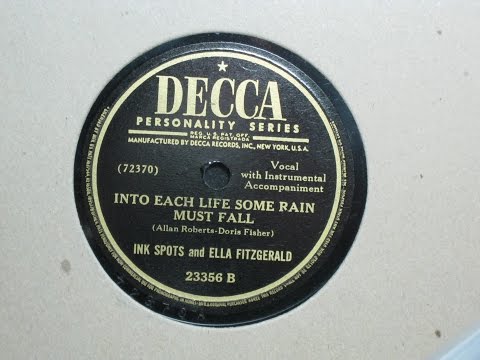 DECCA
PERSONALITY SERIES
REG. U.S. PAT. OFF.
MARCA REGISTRADA
MANUFACTURED BY DECCA RECORDS, INC., NEW YORK, U.S.A.
(72370)
Vocal
with Instrumental
Accompaniment
INTO EACH LIFE SOME RAIN
MUST FALL
(Allan Roberts-Doris Fisher)
INK SPOTS and ELLA FITZGERALD
23356 B